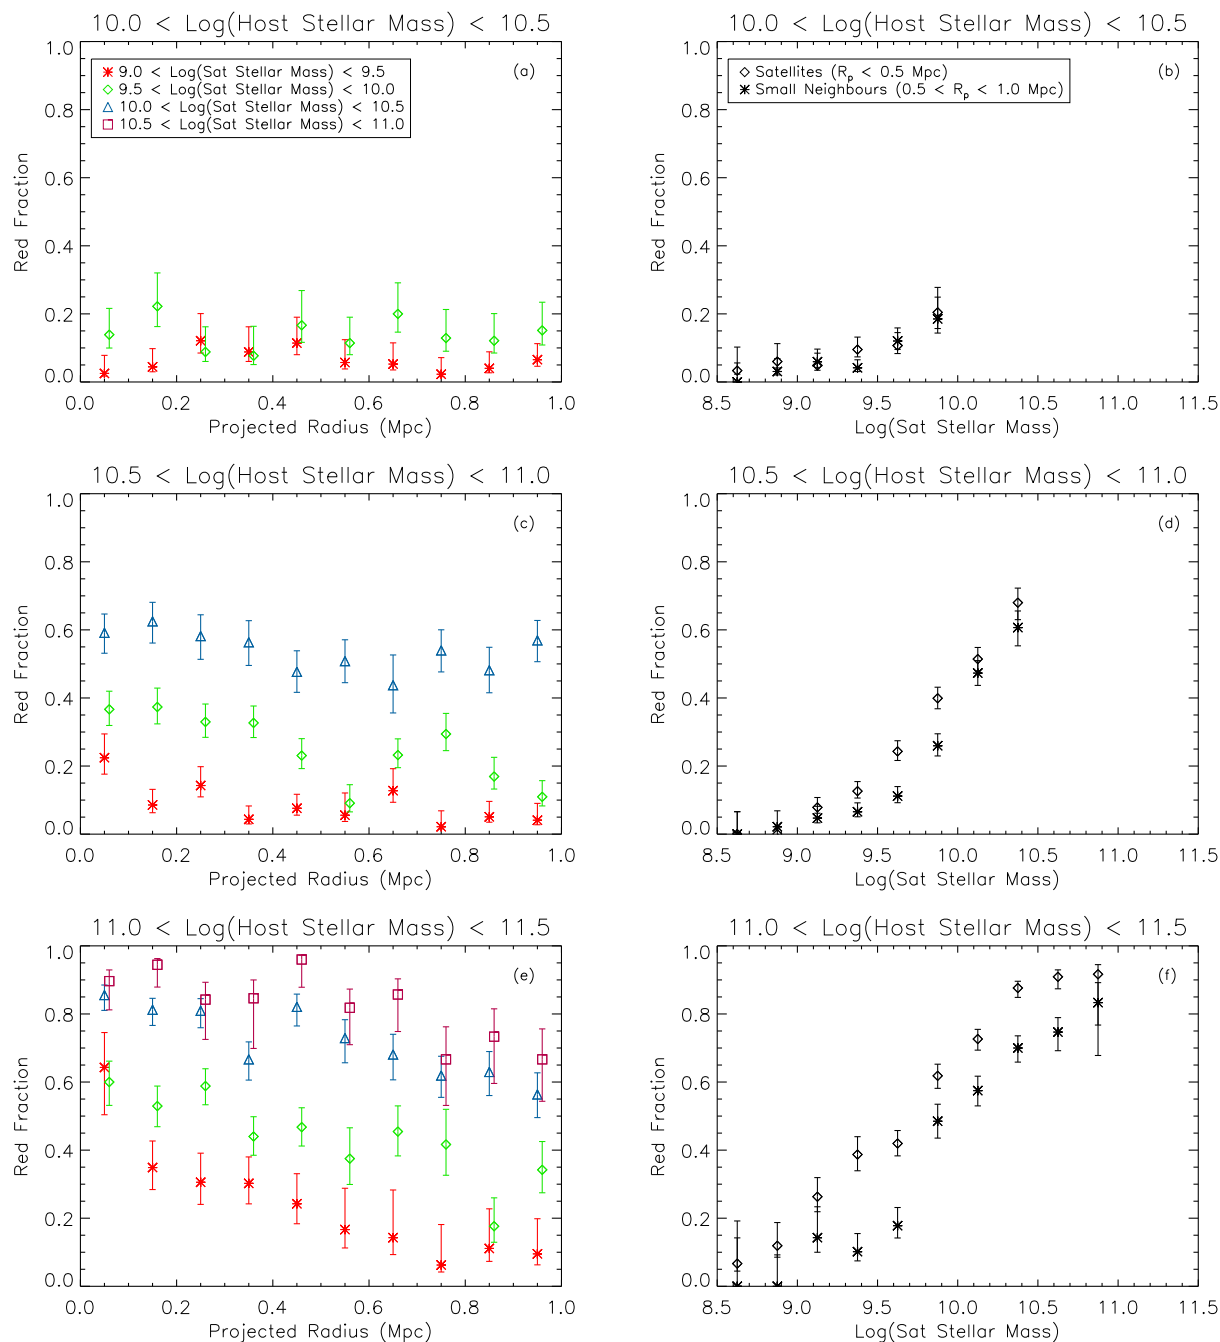 10.0 < Log(Host Stellar Mass) < 10.5
1.0
0.8
0.6
0.4
0.2
0.0
Red Fraction
(a)
9.0 < Log(Sat Stellar Mass) < 9.5
9.5 < Log(Sat Stellar Mass) < 10.0
10.0 < Log(Sat Stellar Mass) < 10.5
10.5 < Log(Sat Stellar Mass) < 11.0
0.0 0.2 0.4 0.6 0.8 1.0
Projected Radius (Mpc)
10.0 < Log(Host Stellar Mass) < 10.5
1.0
0.8
0.6
0.4
0.2
0.0
Red Fraction
(b)
Satellites (Rp < 0.5 Mpc)
Small Neighbours (0.5 < Rp < 1.0 Mpc)
8.5 9.0 9.5 10.0 10.5 11.0 11.5
Log(Sat Stellar Mass)
10.5 < Log(Host Stellar Mass) < 11.0
1.0
0.8
0.6
0.4
0.2
0.0
Red Fraction
(c)
0.0 0.2 0.4 0.6 0.8 1.0
Projected Radius (Mpc)
10.5 < Log(Host Stellar Mass) < 11.0
1.0
0.8
0.6
0.4
0.2
0.0
Red Fraction
(d)
8.5 9.0 9.5 10.0 10.5 11.0 11.5
Log(Sat Stellar Mass)
11.0 < Log(Host Stellar Mass) < 11.5
1.0
0.8
0.6
0.4
0.2
0.0
Red Fraction
(e)
0.0 0.2 0.4 0.6 0.8 1.0
Projected Radius (Mpc)
11.0 < Log(Host Stellar Mass) < 11.5
1.0
0.8
0.6
0.4
0.2
0.0
Red Fraction
(f)
8.5 9.0 9.5 10.0 10.5 11.0 11.5
Log(Sat Stellar Mass)